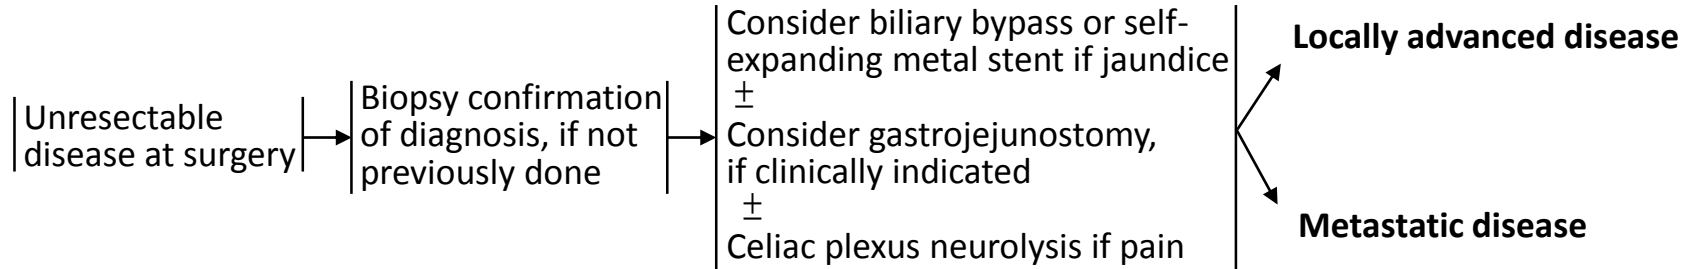 Unresectable
disease at surgery
Biopsy confirmation
of diagnosis, if not
previously done
Consider biliary bypass or self-
expanding metal stent if jaundice
±
Consider gastrojejunostomy,
if clinically indicated
±
Celiac plexus neurolysis if pain
Locally advanced disease
Metastatic disease